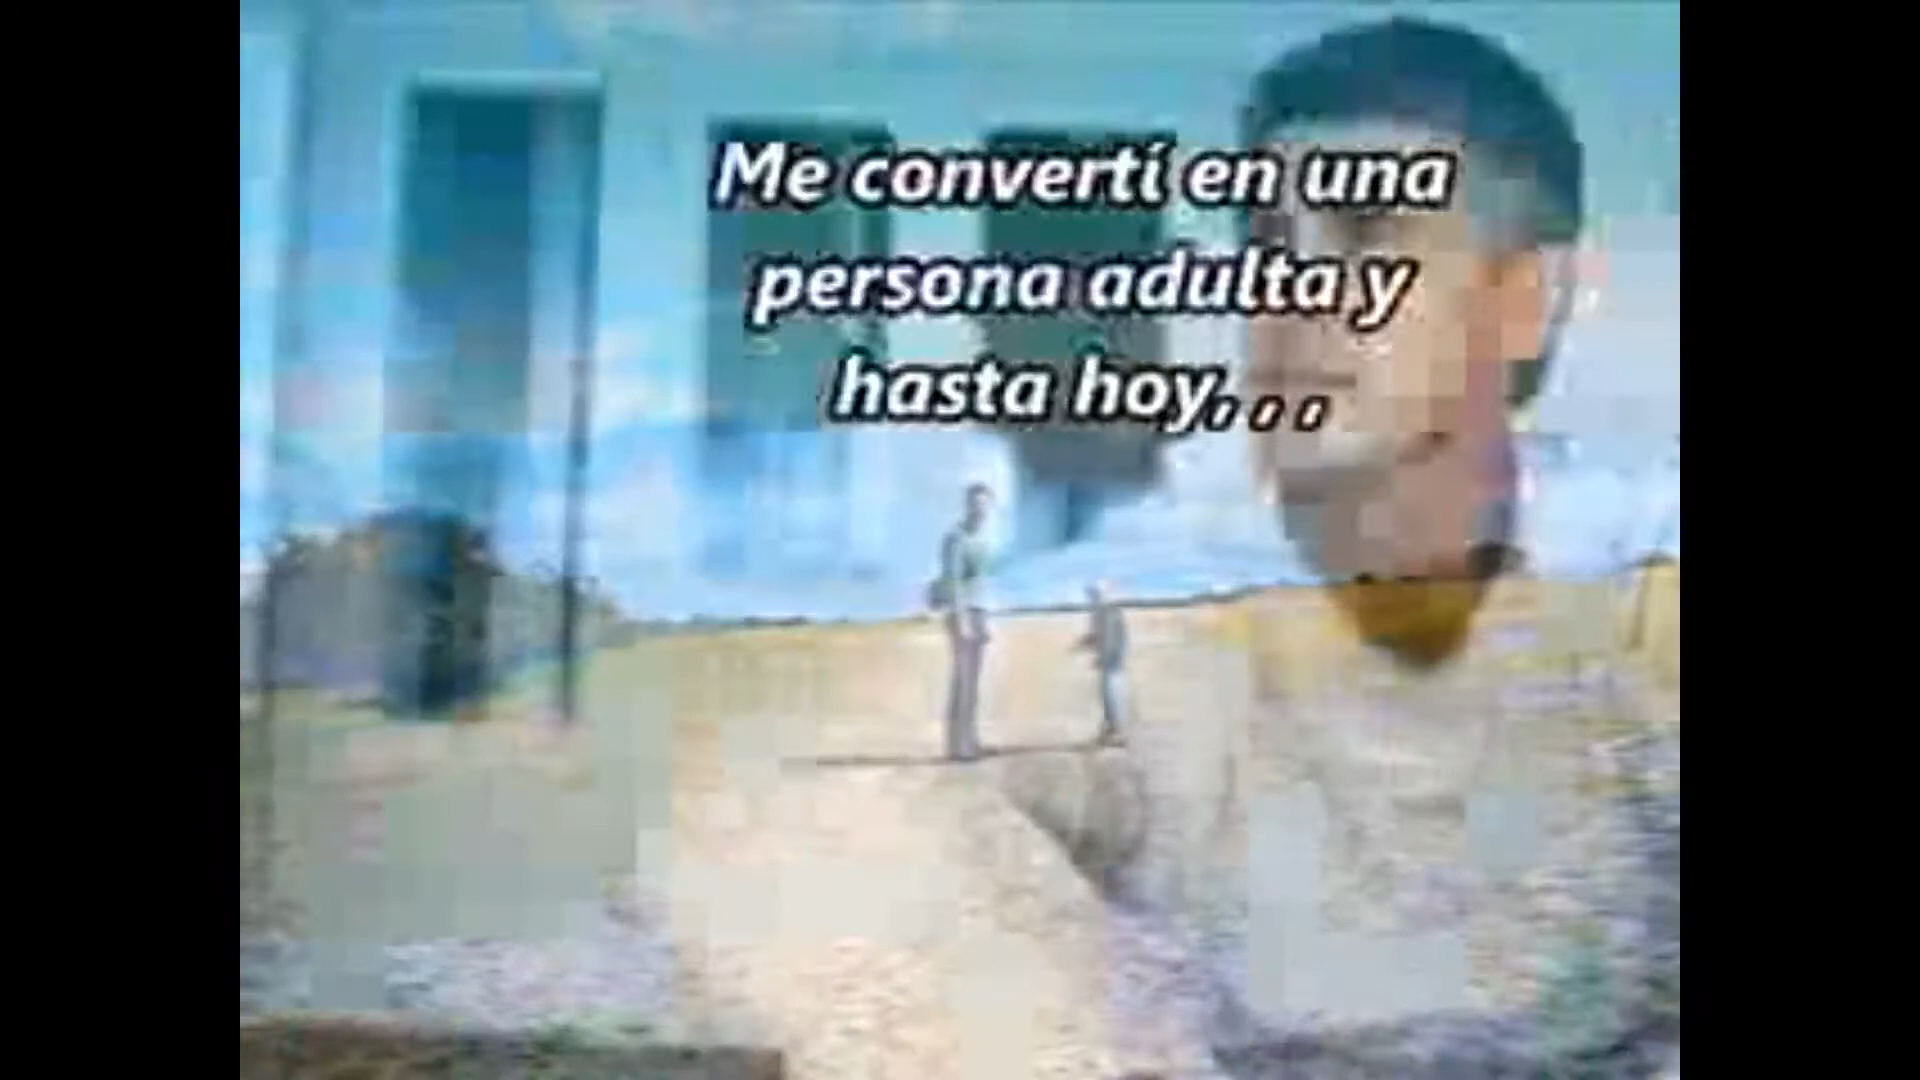 Me convertí en una
persona adulta y
hasta hoy. . . .